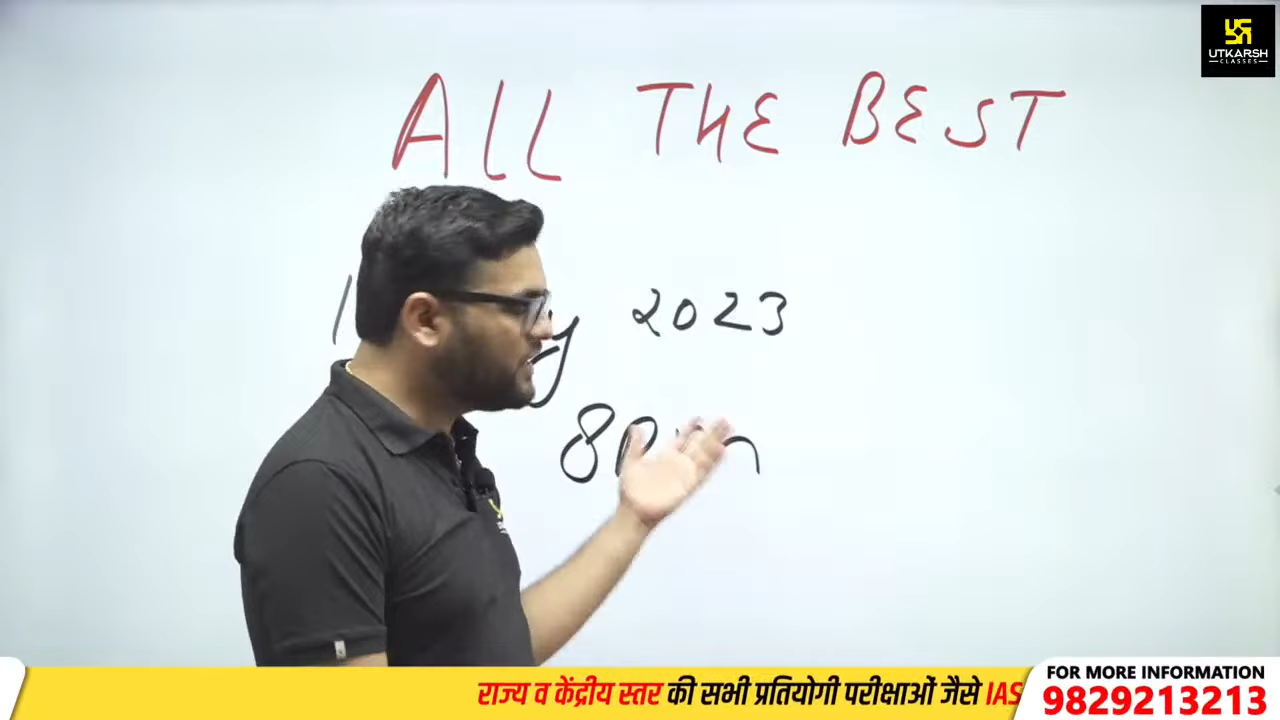 UTKARSH
CLASSES
ALL THE BEST
2023
राज्य व केंद्रीय स्तर की सभी प्रतियोगी परीक्षाओं जैसे IAS
FOR MORE INFORMATION
9829213213